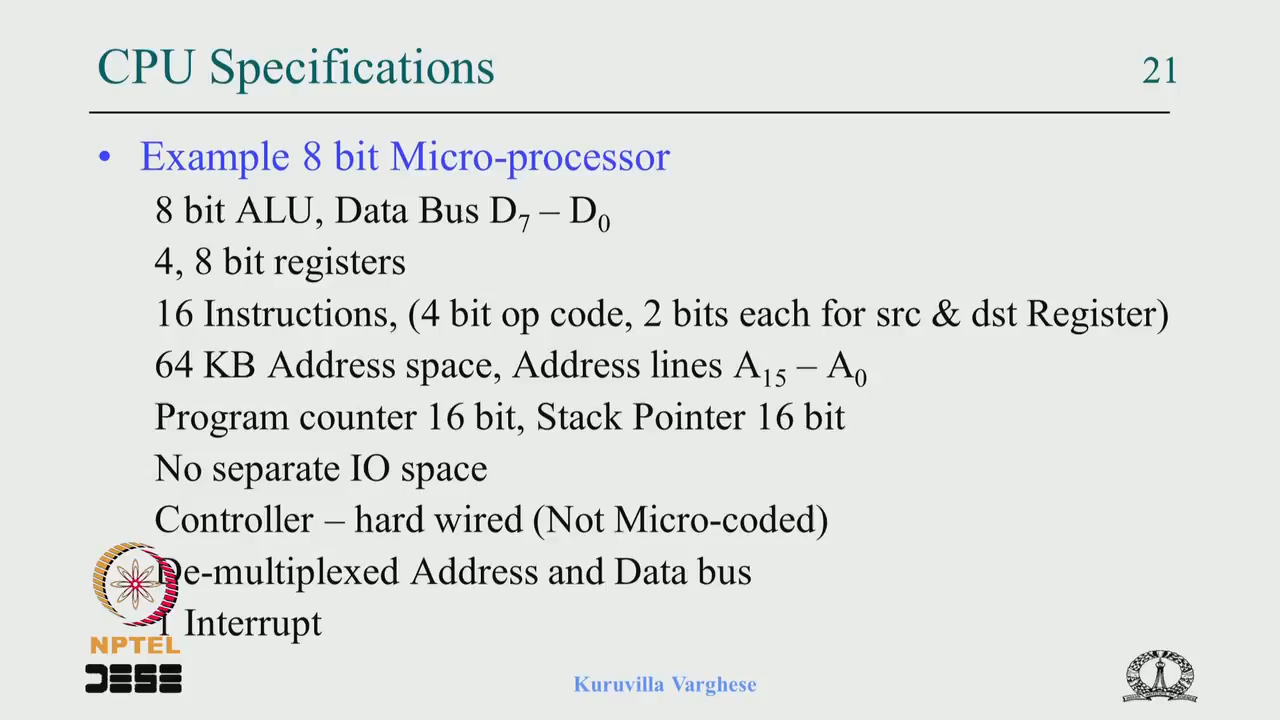 CPU Specifications
21
• Example 8 bit Micro-processor
8 bit ALU, Data Bus D₇ – D₀
4, 8 bit registers
16 Instructions, (4 bit op code, 2 bits each for src & dst Register)
64 KB Address space, Address lines A₁₅ – A₀
Program counter 16 bit, Stack Pointer 16 bit
No separate IO space
Controller – hard wired (Not Micro-coded)
De-multiplexed Address and Data bus
1 Interrupt
NPTEL
DESE
Kuruvilla Varghese